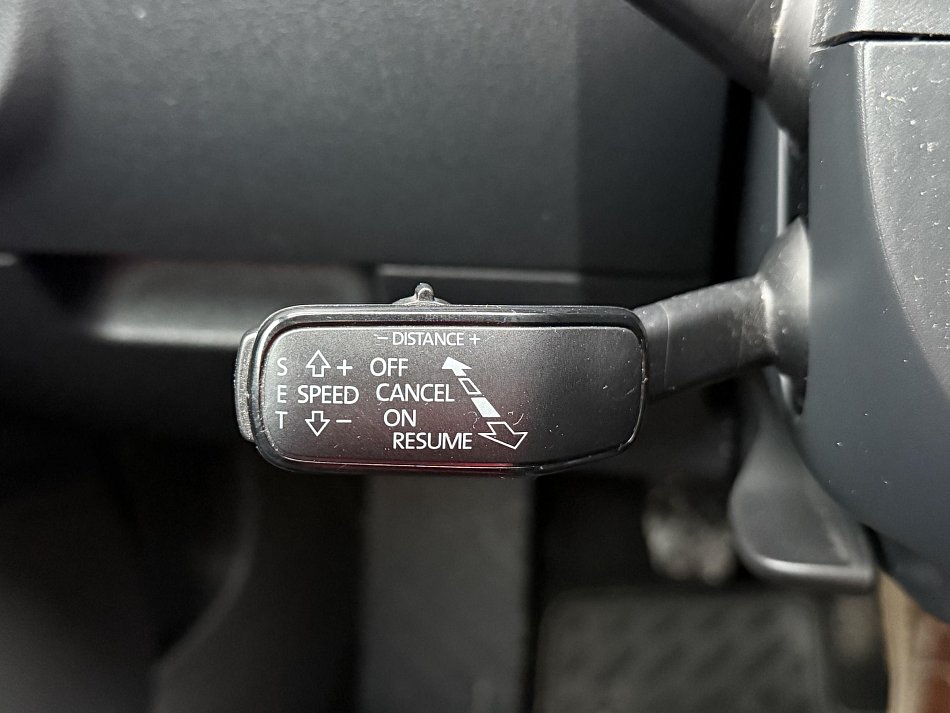 − DISTANCE +
S + OFF
E SPEED CANCEL
T − ON
RESUME